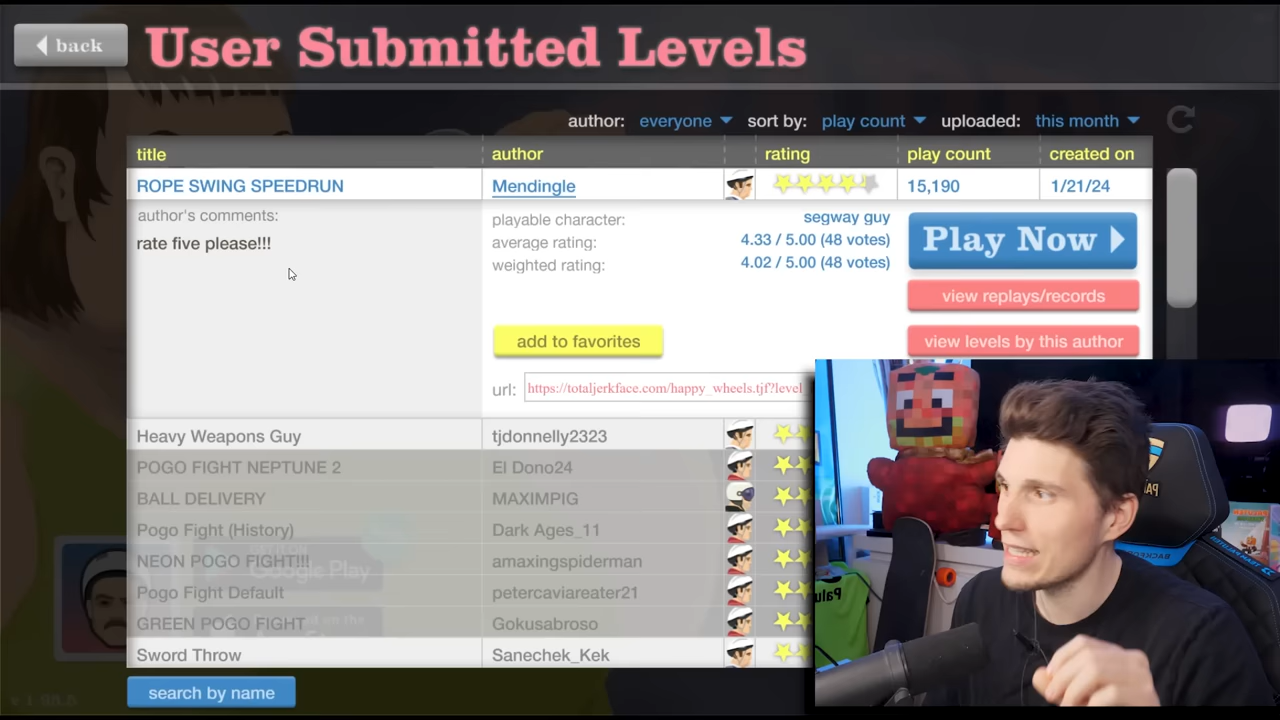 back
User Submitted Levels
author: everyone sort by: play count uploaded: this month
title author rating play count created on
ROPE SWING SPEEDRUN Mendingle 15,190 1/21/24
author's comments:
rate five please!!!
playable character: segway guy
average rating: 4.33 / 5.00 (48 votes)
weighted rating: 4.02 / 5.00 (48 votes)
Play Now
view replays/records
add to favorites
view levels by this author
url: https://totaljerkface.com/happy_wheels.tjf?level
Heavy Weapons Guy tjdonnelly2323
POGO FIGHT NEPTUNE 2 El Dono24
BALL DELIVERY MAXIMPIG
Pogo Fight (History) Dark Ages_11
NEON POGO FIGHT!!! amaxingspiderman
Google Play
Pogo Fight Default petercaviareater21
GREEN POGO FIGHT Gokusabroso
Sword Throw Sanechek_Kek
search by name